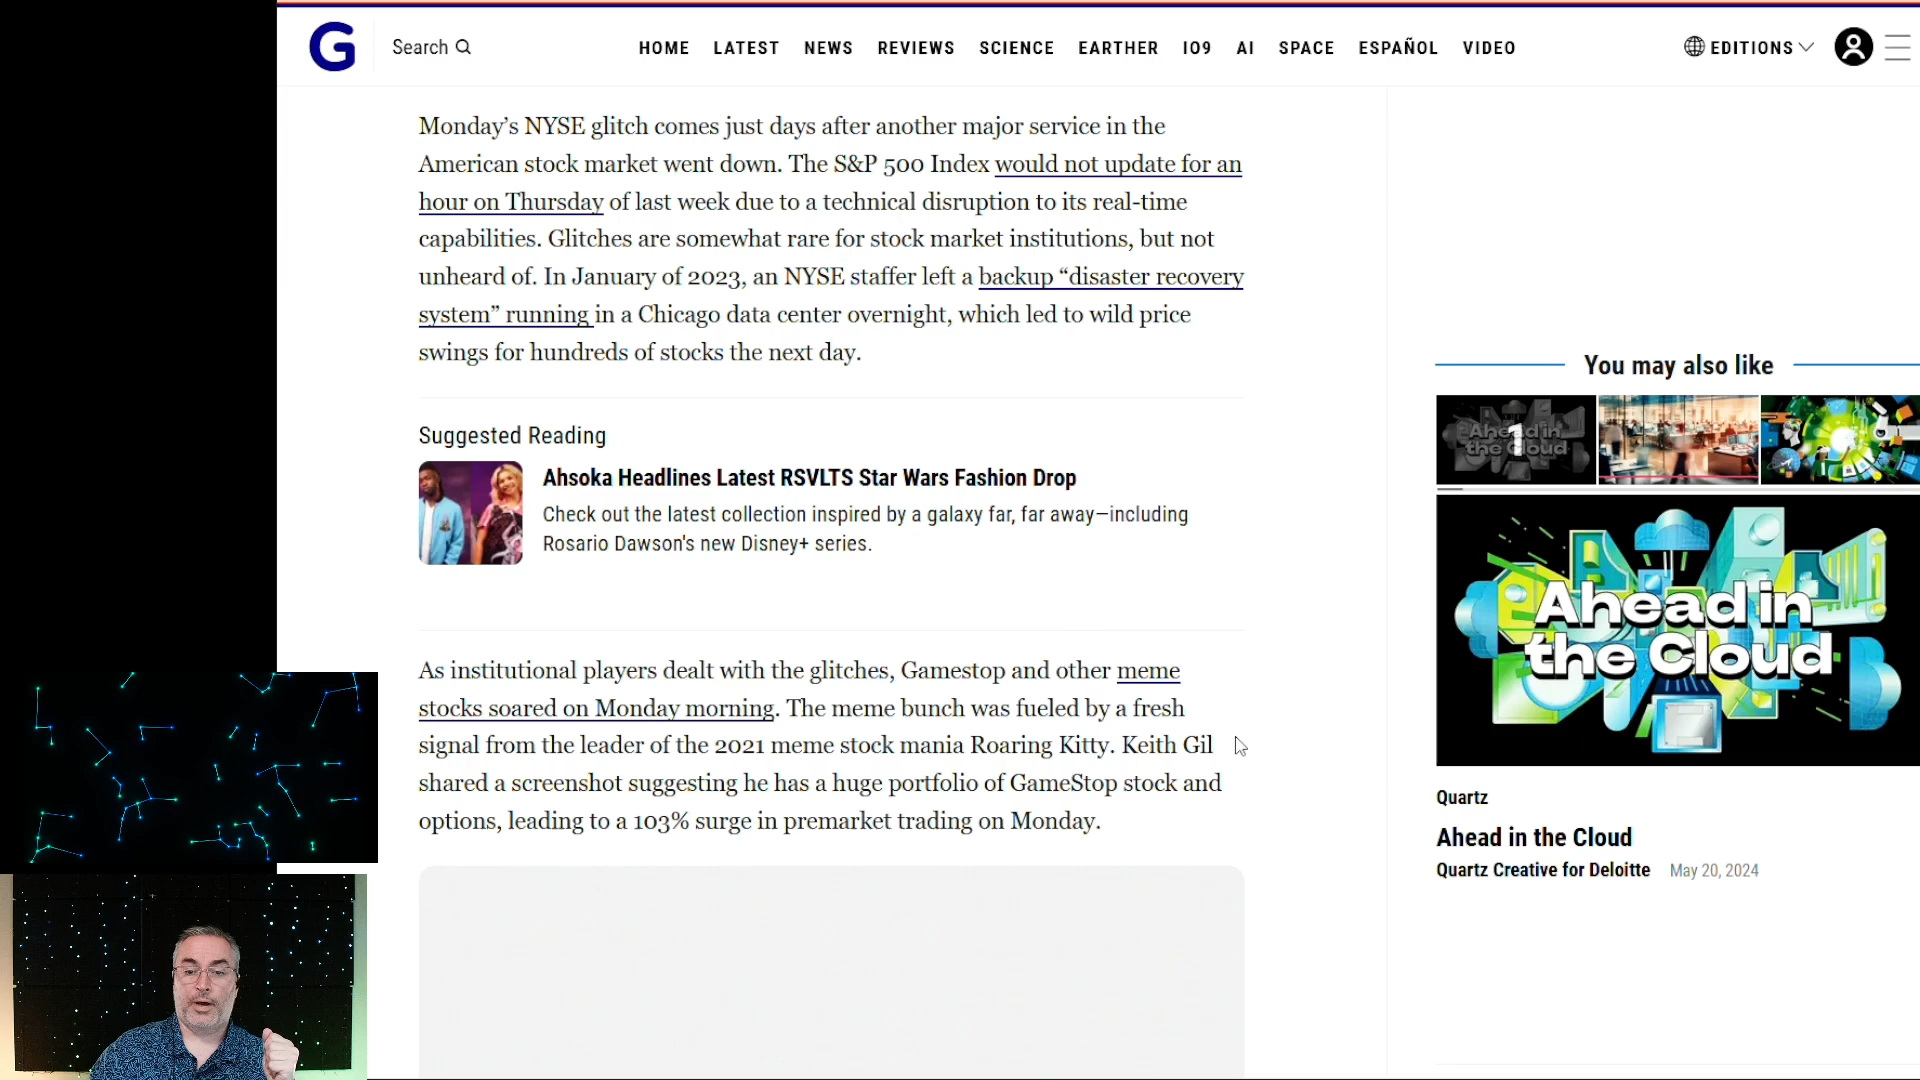 G
Search
HOME LATEST NEWS REVIEWS SCIENCE EARTHER IO9 AI SPACE ESPAÑOL VIDEO
EDITIONS
Monday’s NYSE glitch comes just days after another major service in the
American stock market went down. The S&P 500 Index would not update for an
hour on Thursday of last week due to a technical disruption to its real-time
capabilities. Glitches are somewhat rare for stock market institutions, but not
unheard of. In January of 2023, an NYSE staffer left a backup “disaster recovery
system” running in a Chicago data center overnight, which led to wild price
swings for hundreds of stocks the next day.
Suggested Reading
Ahsoka Headlines Latest RSVLTS Star Wars Fashion Drop
Check out the latest collection inspired by a galaxy far, far away—including
Rosario Dawson's new Disney+ series.
As institutional players dealt with the glitches, Gamestop and other meme
stocks soared on Monday morning. The meme bunch was fueled by a fresh
signal from the leader of the 2021 meme stock mania Roaring Kitty. Keith Gil
shared a screenshot suggesting he has a huge portfolio of GameStop stock and
options, leading to a 103% surge in premarket trading on Monday.
You may also like
Ahead in
the Cloud
1
Ahead in
the Cloud
Quartz
Ahead in the Cloud
Quartz Creative for Deloitte May 20, 2024